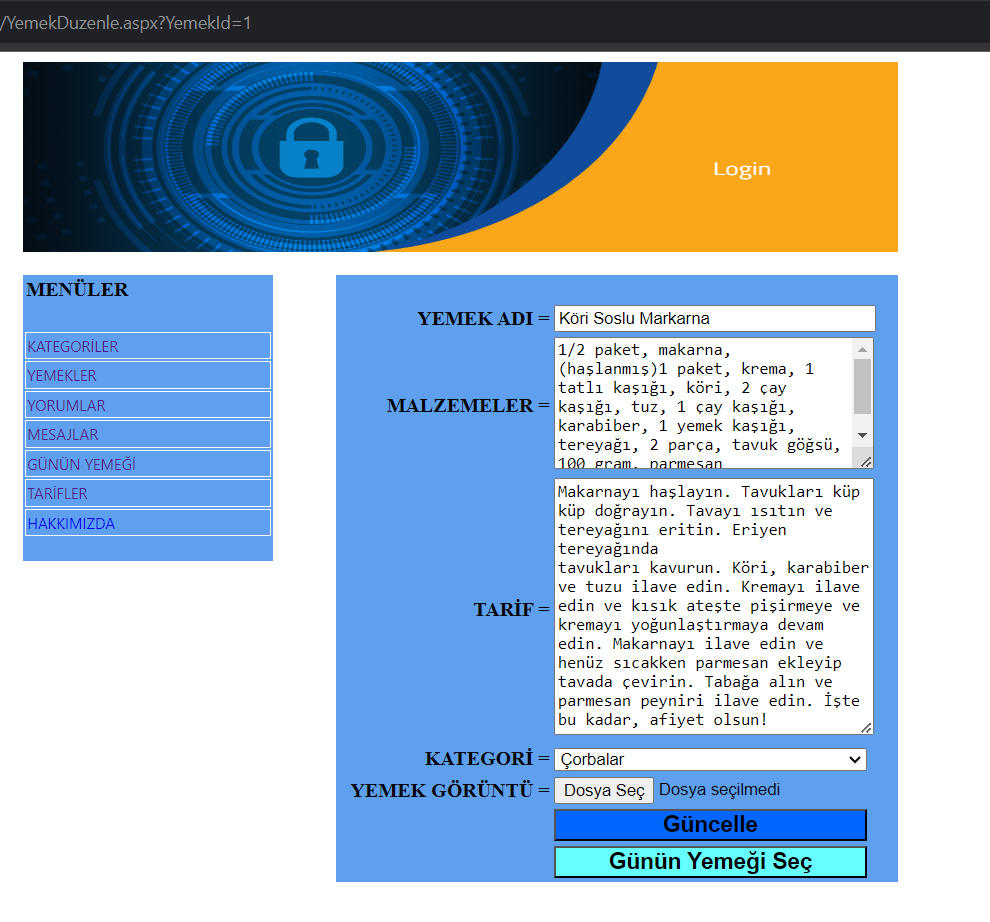 /YemekDuzenle.aspx?YemekId=1
Login
MENÜLER
KATEGORİLER
YEMEKLER
YORUMLAR
MESAJLAR
GÜNÜN YEMEĞİ
TARİFLER
HAKKIMIZDA
YEMEK ADI = Köri Soslu Markarna
MALZEMELER =
1/2 paket, makarna,
(haşlanmış)1 paket, krema, 1
tatlı kaşığı, köri, 2 çay
kaşığı, tuz, 1 çay kaşığı,
karabiber, 1 yemek kaşığı,
tereyağı, 2 parça, tavuk göğsü,
100 gram, parmesan
TARİF =
Makarnayı haşlayın. Tavukları küp
küp doğrayın. Tavayı ısıtın ve
tereyağını eritin. Eriyen
tereyağında
tavukları kavurun. Köri, karabiber
ve tuzu ilave edin. Kremayı ilave
edin ve kısık ateşte pişirmeye ve
kremayı yoğunlaştırmaya devam
edin. Makarnayı ilave edin ve
henüz sıcakken parmesan ekleyip
tavada çevirin. Tabağa alın ve
parmesan peyniri ilave edin. İşte
bu kadar, afiyet olsun!
KATEGORİ = Çorbalar
YEMEK GÖRÜNTÜ = Dosya Seç Dosya seçilmedi
Güncelle
Günün Yemeği Seç